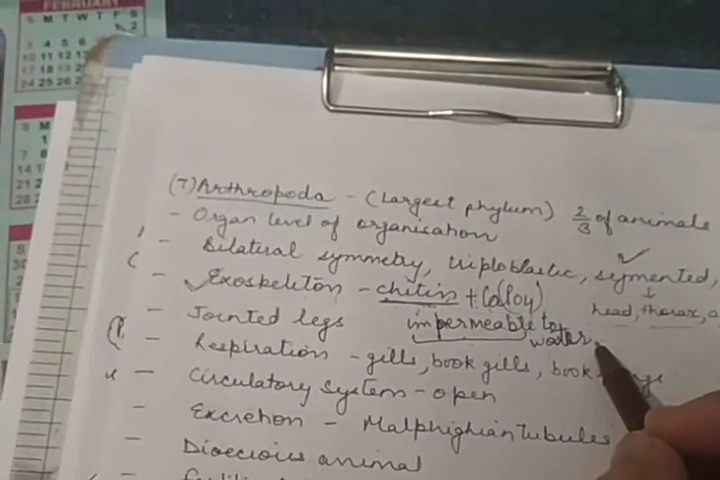 FEBRUARY
S M T W T F S
(7) Arthropoda - (Largest phylum) 2/3 of animals
- Organ level of organisation
- Bilateral symmetry, triploblastic, segmented,
head, thorax, a
- Exoskeleton - chitin +
- Jointed legs
impermeable to
water
- Respiration - gills, book gills, book
- Circulatory system - open
- Excretion - Malphighian tubules
- Dioecious animal